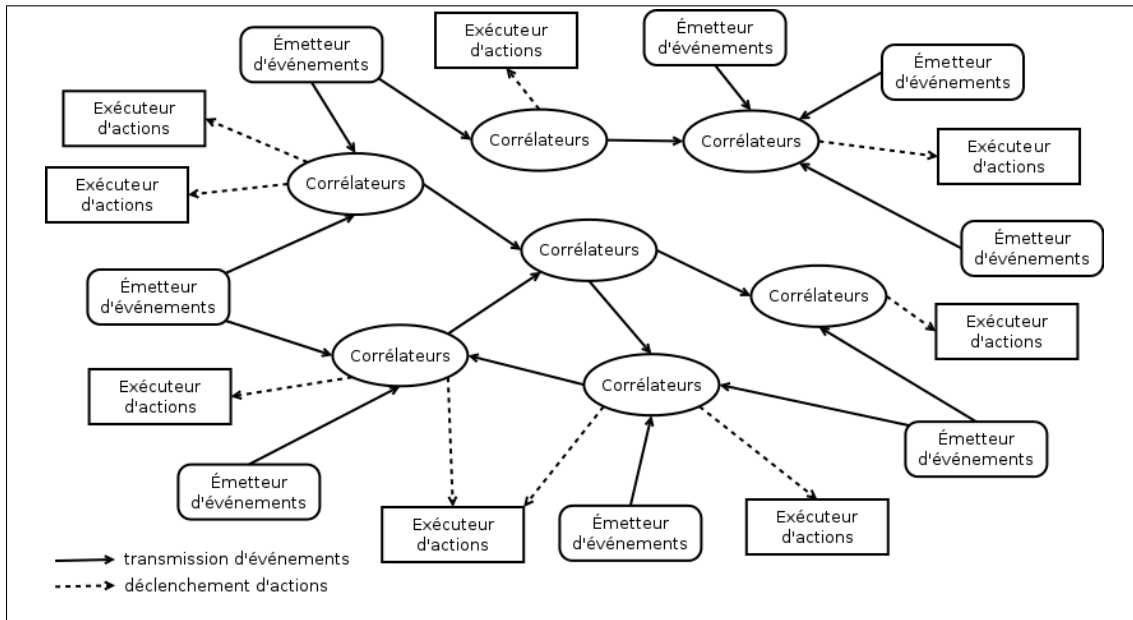 Émetteur
d'événements
Exécuteur
d'actions
Émetteur
d'événements
Émetteur
d'événements
Exécuteur
d'actions
Corrélateurs
Corrélateurs
Exécuteur
d'actions
Exécuteur
d'actions
Corrélateurs
Émetteur
d'événements
Corrélateurs
Émetteur
d'événements
Corrélateurs
Exécuteur
d'actions
Corrélateurs
Exécuteur
d'actions
Corrélateurs
Émetteur
d'événements
Émetteur
d'événements
Exécuteur
d'actions
Émetteur
d'événements
Exécuteur
d'actions
transmission d'événements
déclenchement d'actions